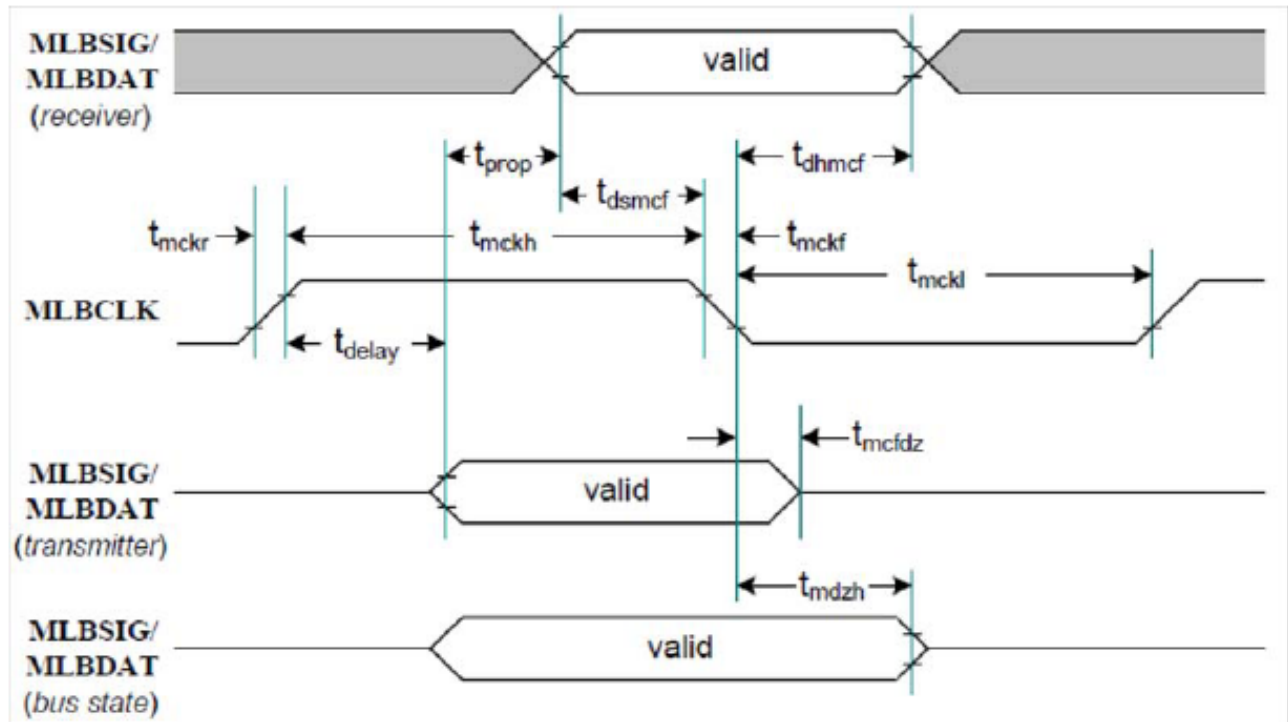 MLBSIG/
MLBDAT
(receiver)
valid
tprop
tdhmcf
tdsmcf
tmckr
tmckh
tmckf
tmckl
MLBCLK
tdelay
tmcfdz
MLBSIG/
MLBDAT
(transmitter)
valid
tmdzh
MLBSIG/
MLBDAT
(bus state)
valid